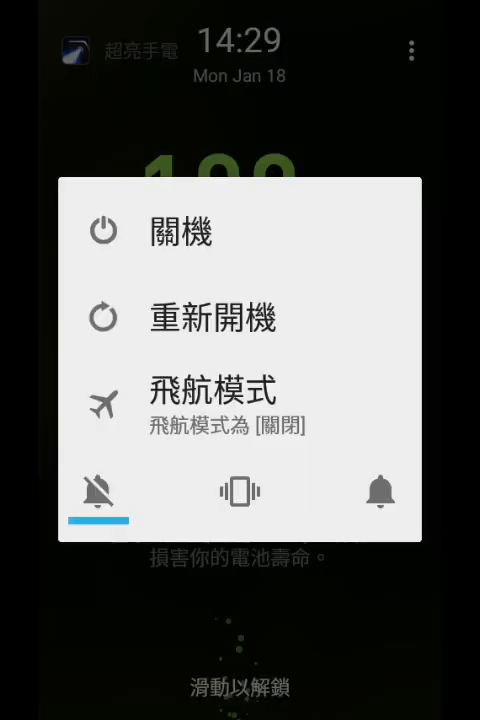 超亮手電
14:29
Mon Jan 18
關機
重新開機
飛航模式
飛航模式為 [關閉]
損害你的電池壽命。
滑動以解鎖